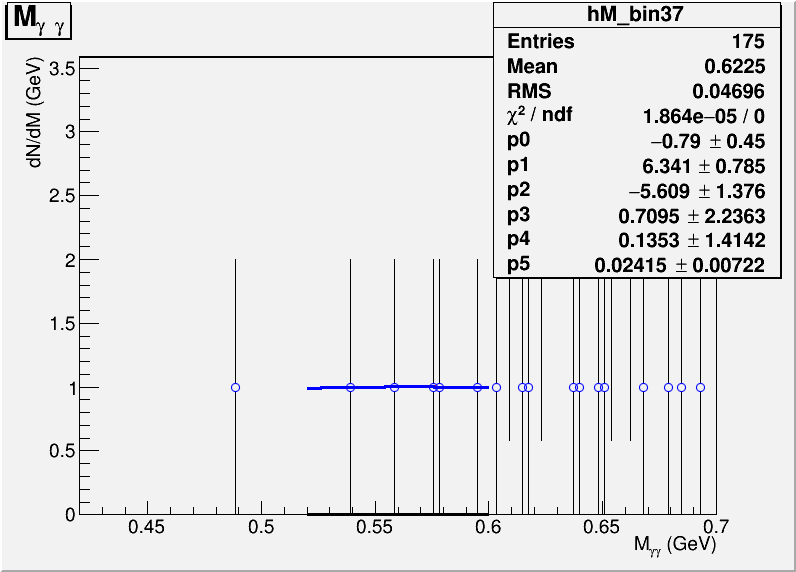 Mγ γ
hM_bin37
Entries 175
Mean 0.6225
RMS 0.04696
χ² / ndf 1.864e−05 / 0
p0 −0.79 ± 0.45
p1 6.341 ± 0.785
p2 −5.609 ± 1.376
p3 0.7095 ± 2.2363
p4 0.1353 ± 1.4142
p5 0.02415 ± 0.00722
dN/dM (GeV)
3.5
3
2.5
2
1.5
1
0.5
0
0.45 0.5 0.55 0.6 0.65 0.7
Mγγ (GeV)